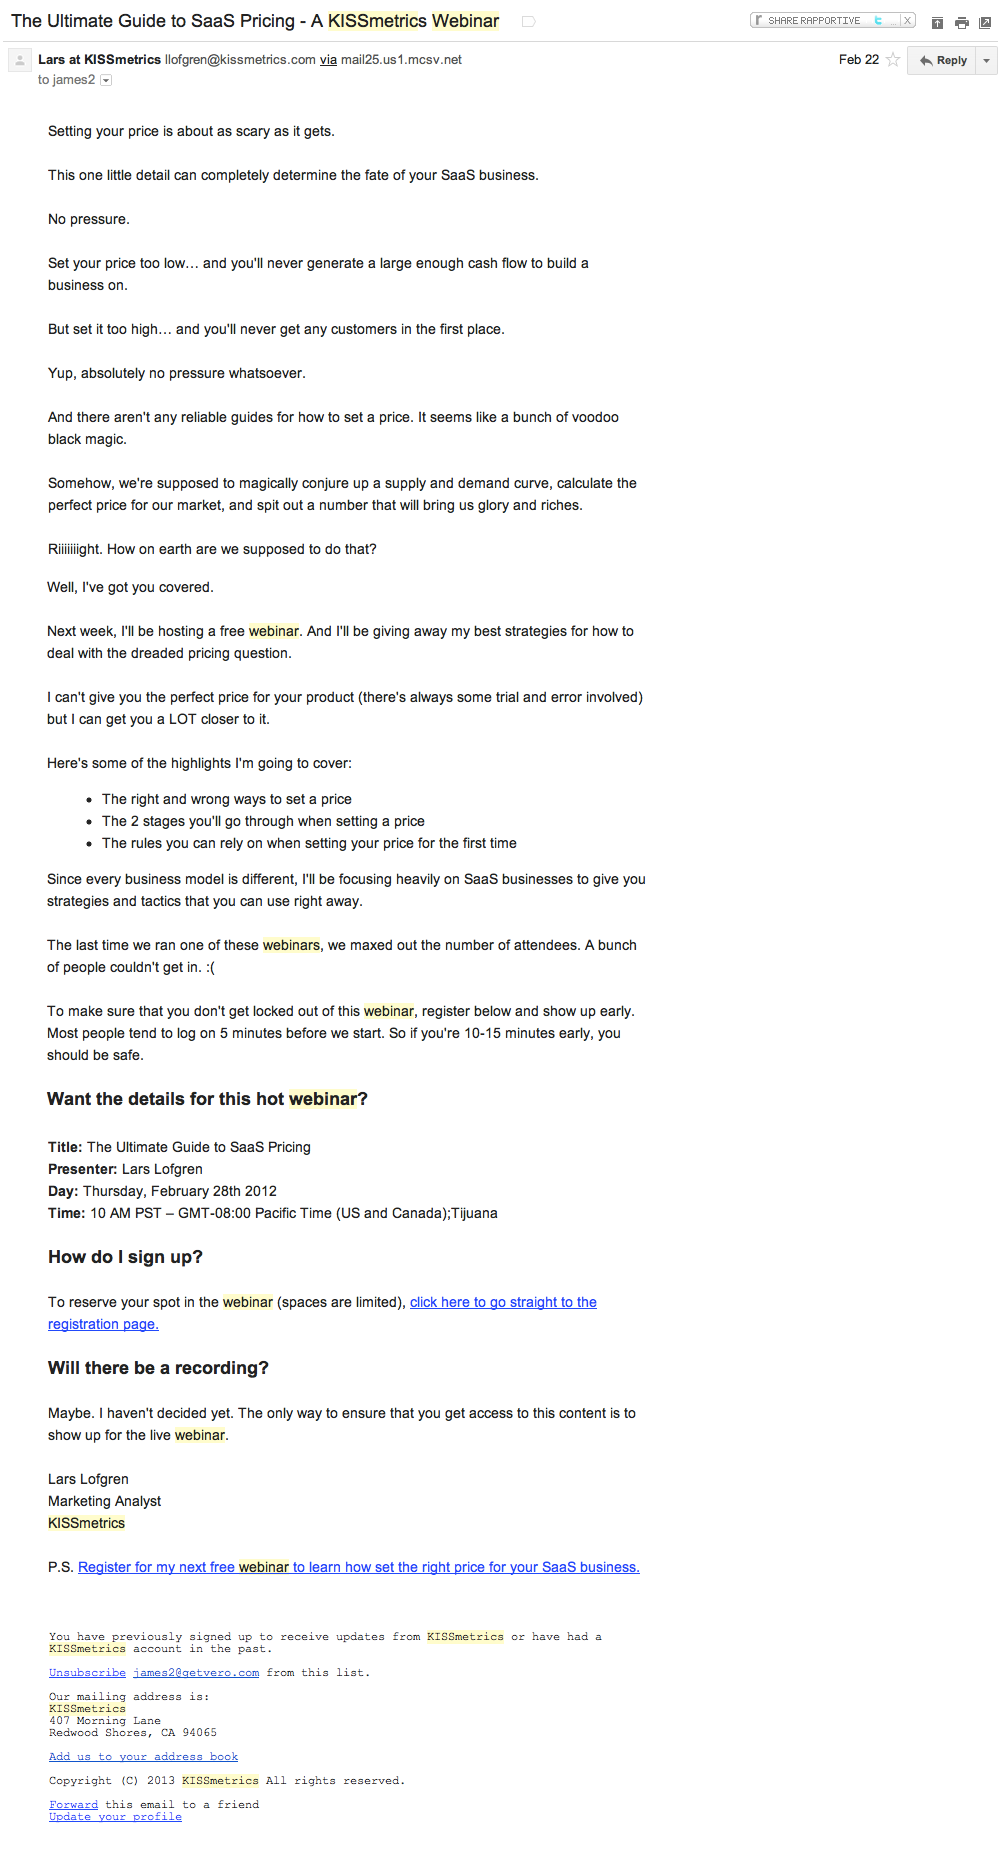 The Ultimate Guide to SaaS Pricing - A KISSmetrics Webinar
SHARE RAPPORTIVE
X
Lars at KISSmetrics llofgren@kissmetrics.com via mail25.us1.mcsv.net
Feb 22
Reply
to james2
Setting your price is about as scary as it gets.
This one little detail can completely determine the fate of your SaaS business.
No pressure.
Set your price too low… and you'll never generate a large enough cash flow to build a
business on.
But set it too high… and you'll never get any customers in the first place.
Yup, absolutely no pressure whatsoever.
And there aren't any reliable guides for how to set a price. It seems like a bunch of voodoo
black magic.
Somehow, we're supposed to magically conjure up a supply and demand curve, calculate the
perfect price for our market, and spit out a number that will bring us glory and riches.
Riiiiiiight. How on earth are we supposed to do that?
Well, I've got you covered.
Next week, I'll be hosting a free webinar. And I'll be giving away my best strategies for how to
deal with the dreaded pricing question.
I can't give you the perfect price for your product (there's always some trial and error involved)
but I can get you a LOT closer to it.
Here's some of the highlights I'm going to cover:
• The right and wrong ways to set a price
• The 2 stages you'll go through when setting a price
• The rules you can rely on when setting your price for the first time
Since every business model is different, I'll be focusing heavily on SaaS businesses to give you
strategies and tactics that you can use right away.
The last time we ran one of these webinars, we maxed out the number of attendees. A bunch
of people couldn't get in. :(
To make sure that you don't get locked out of this webinar, register below and show up early.
Most people tend to log on 5 minutes before we start. So if you're 10-15 minutes early, you
should be safe.
Want the details for this hot webinar?
Title: The Ultimate Guide to SaaS Pricing
Presenter: Lars Lofgren
Day: Thursday, February 28th 2012
Time: 10 AM PST – GMT-08:00 Pacific Time (US and Canada);Tijuana
How do I sign up?
To reserve your spot in the webinar (spaces are limited), click here to go straight to the
registration page.
Will there be a recording?
Maybe. I haven't decided yet. The only way to ensure that you get access to this content is to
show up for the live webinar.
Lars Lofgren
Marketing Analyst
KISSmetrics
P.S. Register for my next free webinar to learn how set the right price for your SaaS business.
You have previously signed up to receive updates from KISSmetrics or have had a
KISSmetrics account in the past.
Unsubscribe james2@getvero.com from this list.
Our mailing address is:
KISSmetrics
407 Morning Lane
Redwood Shores, CA 94065
Add us to your address book
Copyright (C) 2013 KISSmetrics All rights reserved.
Forward this email to a friend
Update your profile